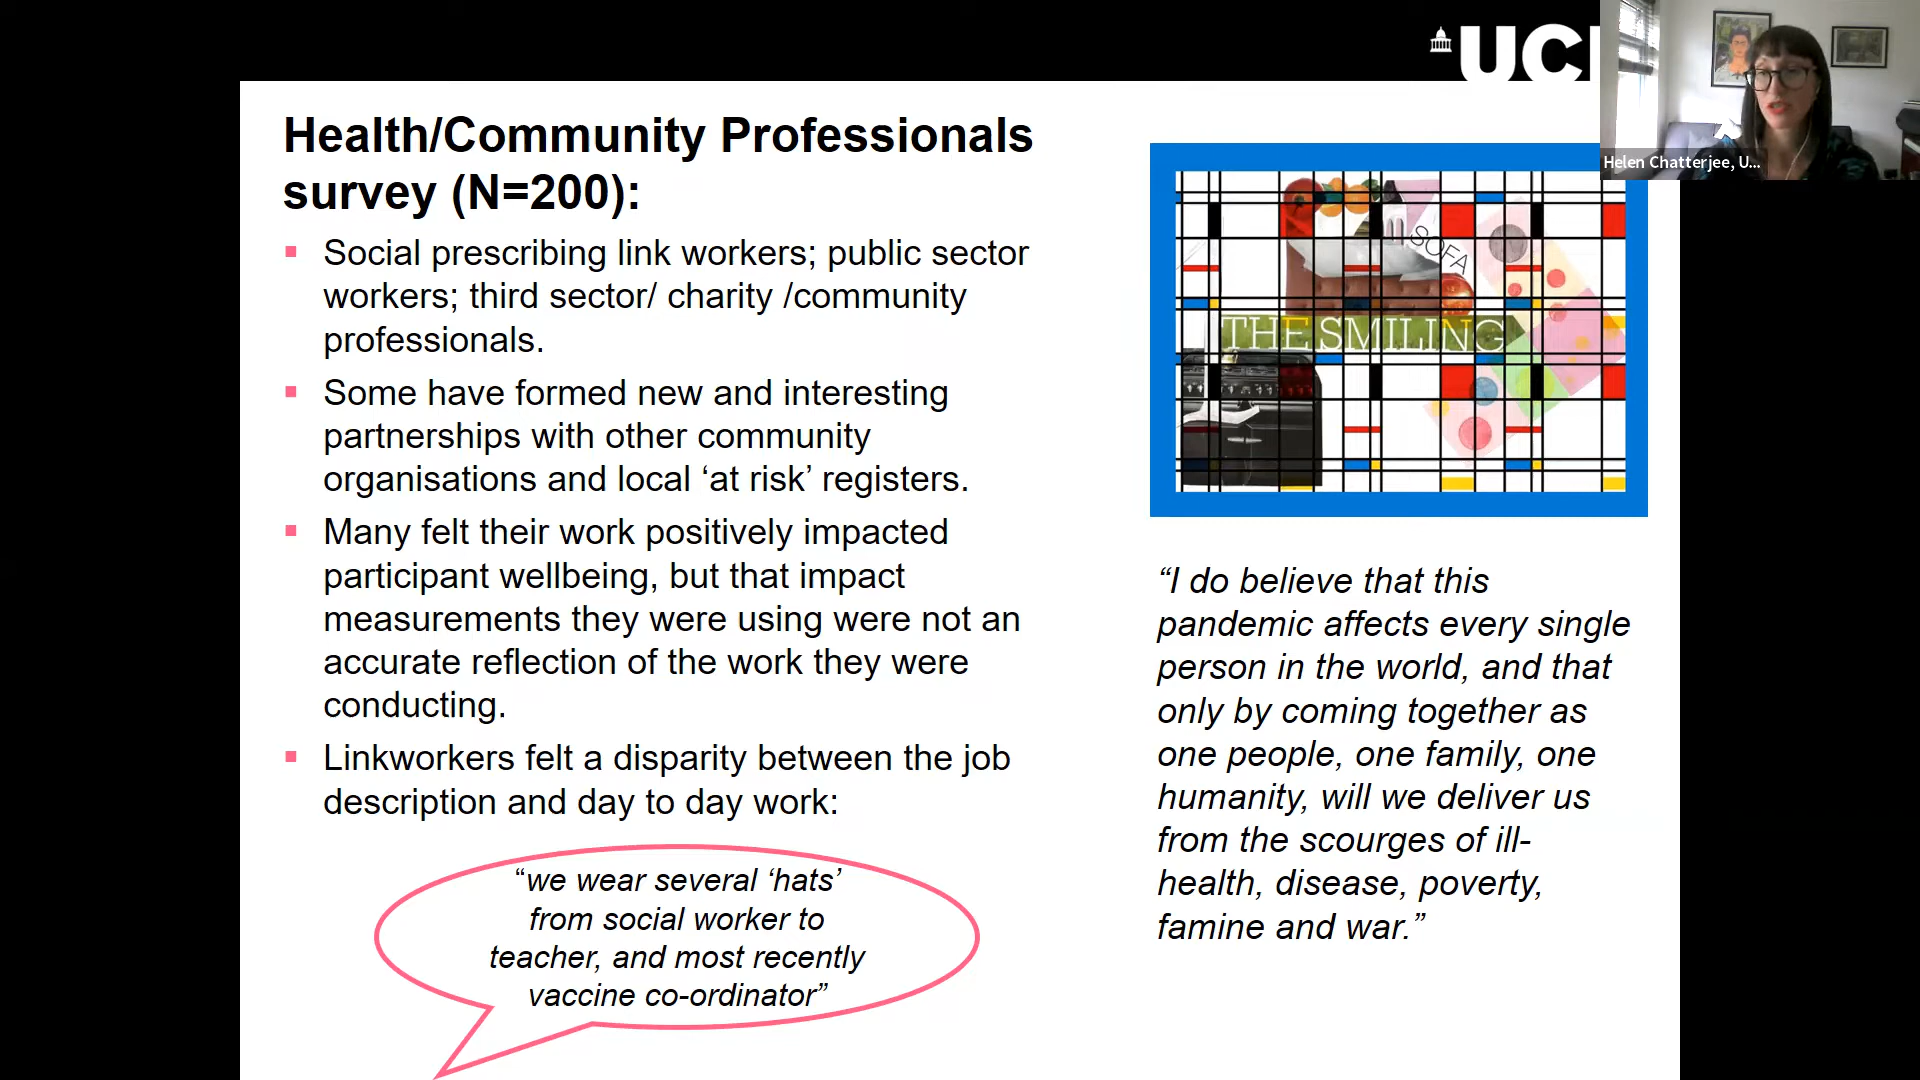 UCL
Helen Chatterjee, U...
Health/Community Professionals
survey (N=200):
Social prescribing link workers; public sector
workers; third sector/ charity /community
professionals.
Some have formed new and interesting
partnerships with other community
organisations and local ‘at risk’ registers.
Many felt their work positively impacted
participant wellbeing, but that impact
measurements they were using were not an
accurate reflection of the work they were
conducting.
Linkworkers felt a disparity between the job
description and day to day work:
“we wear several ‘hats’
from social worker to
teacher, and most recently
vaccine co-ordinator”
SOFA
THE SMILING
“I do believe that this
pandemic affects every single
person in the world, and that
only by coming together as
one people, one family, one
humanity, will we deliver us
from the scourges of ill-
health, disease, poverty,
famine and war.”